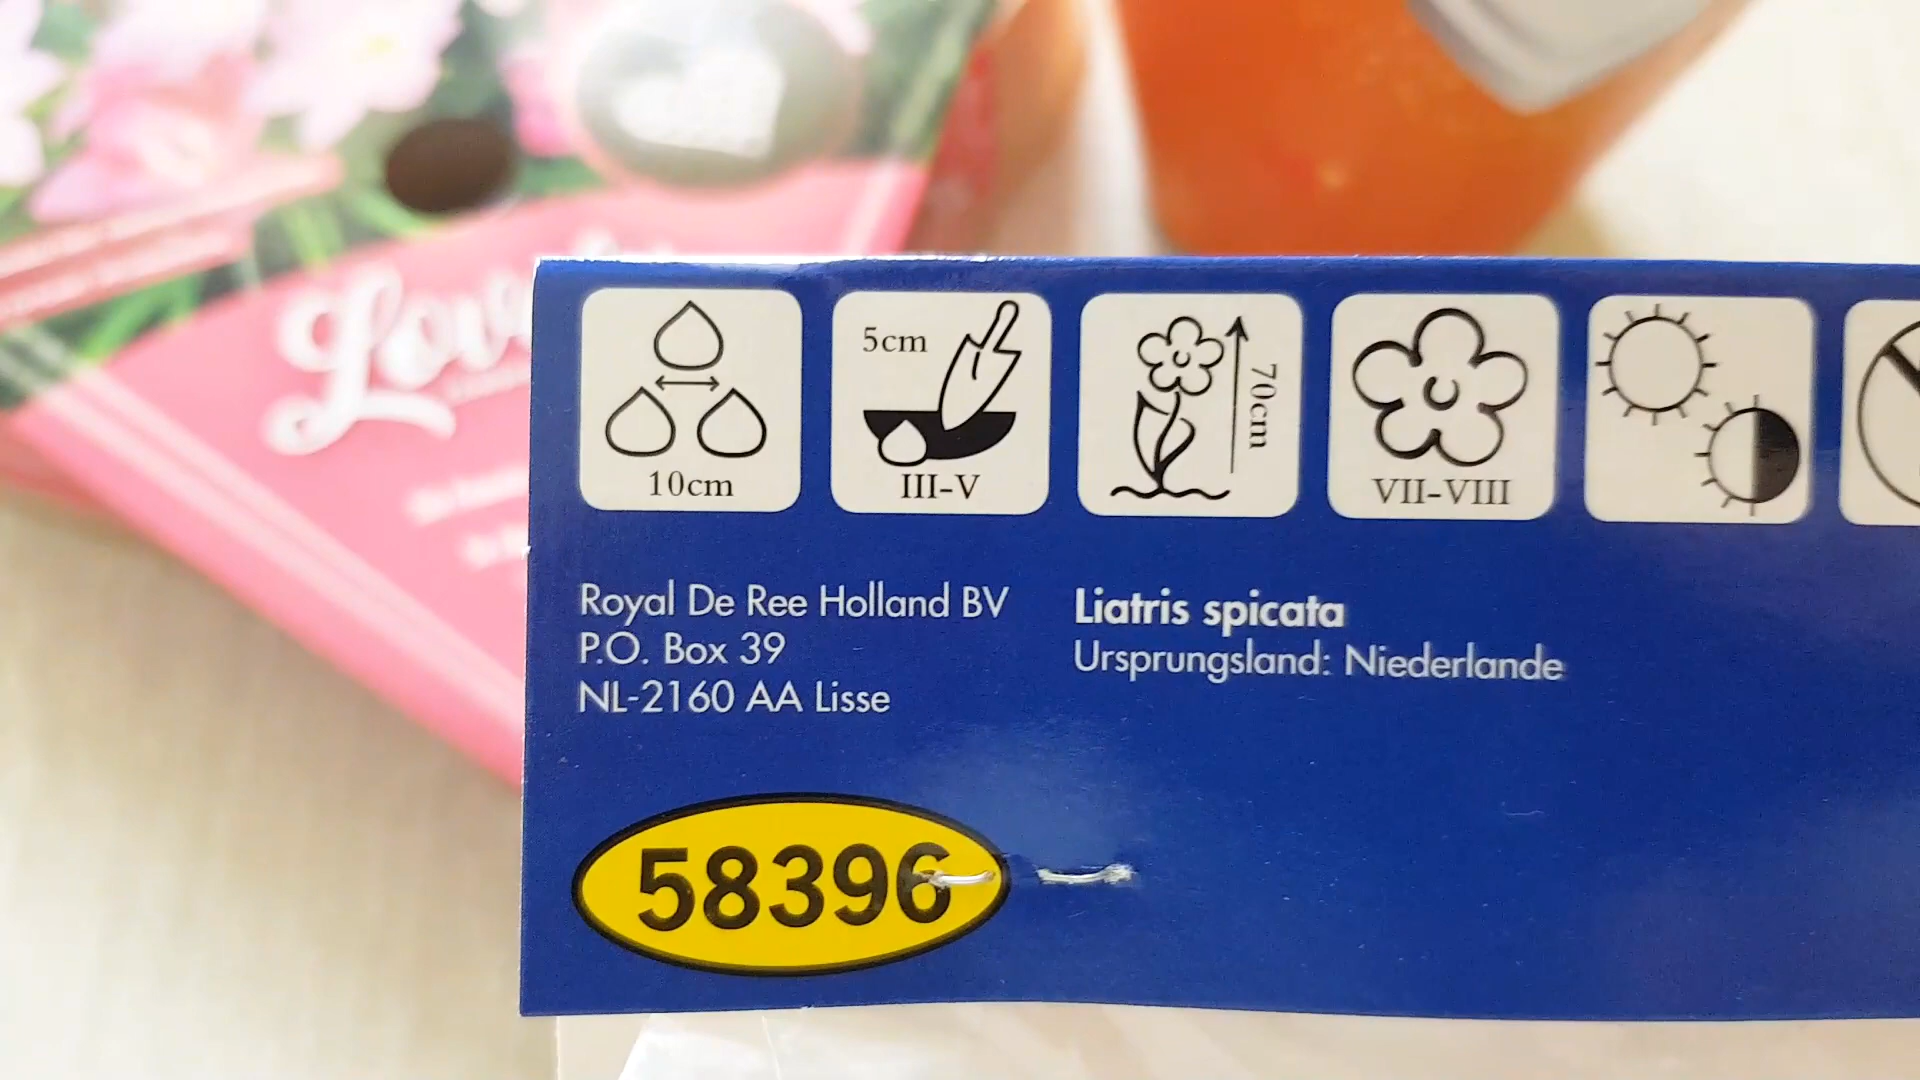 10cm
5cm
III-V
70cm
VII-VIII
Royal De Ree Holland BV
P.O. Box 39
NL-2160 AA Lisse
Liatris spicata
Ursprungsland: Niederlande
58396